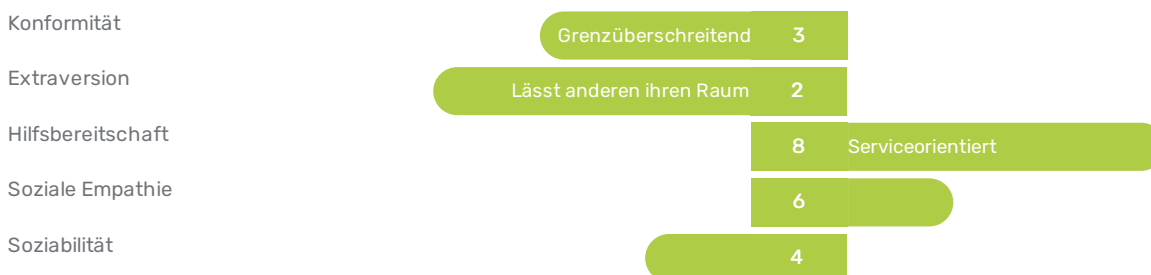 Konformität Grenzüberschreitend 3
Extraversion Lässt anderen ihren Raum 2
Hilfsbereitschaft 8 Serviceorientiert
Soziale Empathie 6
Soziabilität 4